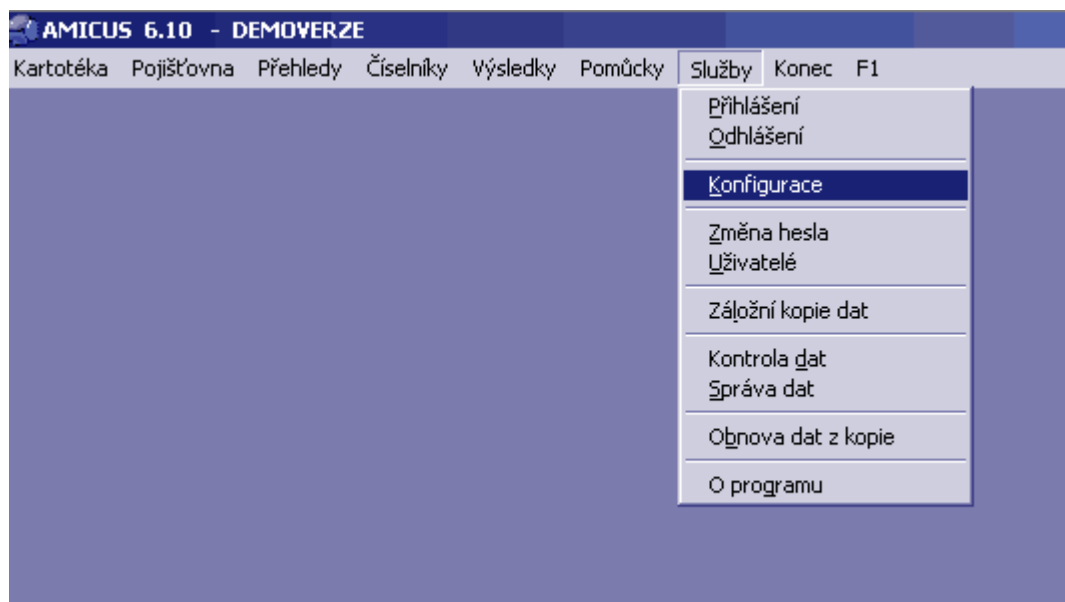 AMICUS 6.10 - DEMOVERZE
Kartotéka Pojišťovna Přehledy Číselníky Výsledky Pomůcky Služby Konec F1
Přihlášení
Odhlášení
Konfigurace
Změna hesla
Uživatelé
Záložní kopie dat
Kontrola dat
Správa dat
Obnova dat z kopie
O programu